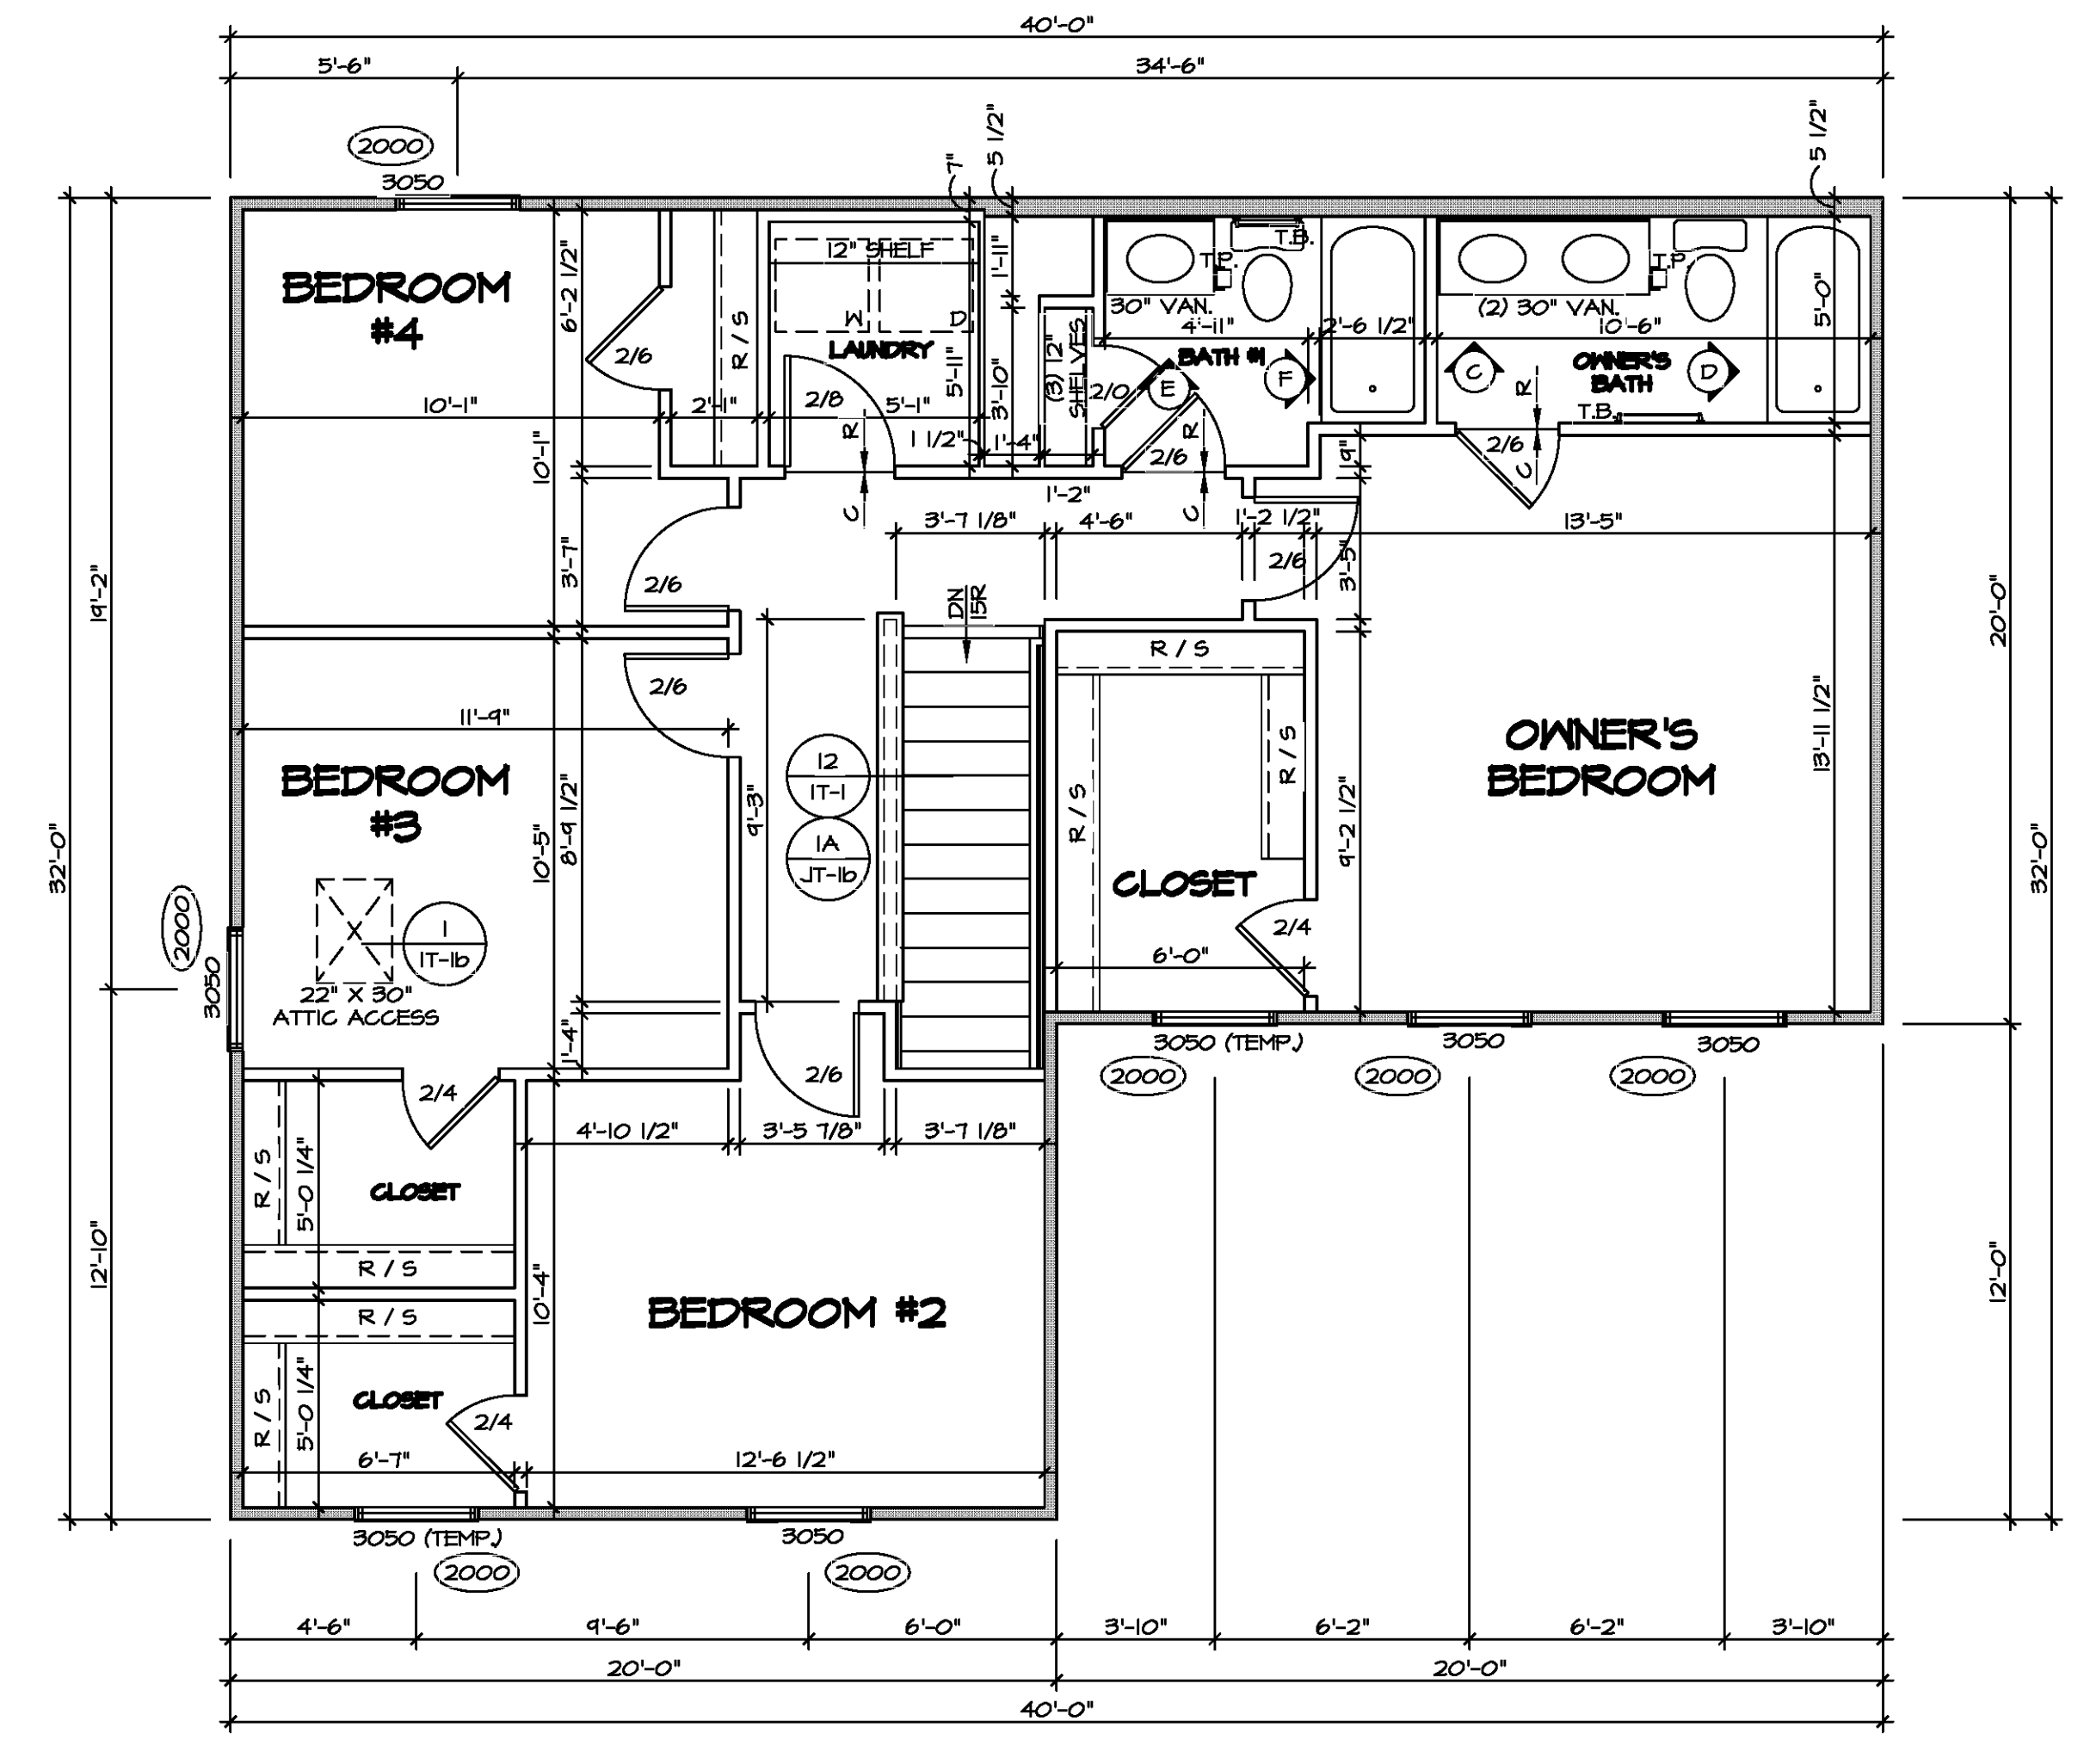 40'-0"
5'-6"
34'-6"
7"
5 1/2"
5 1/2"
2000
3050
BEDROOM
#4
6'-2 1/2"
2/6
R / S
12" SHELF
W
D
LAUNDRY
2/8
5'-11"
1'-11"
3'-10"
(3) 12"
SHELVES
2/0
30" VAN.
T.P.
T.B.
4'-11"
2'-6 1/2"
BATH #1
E
F
(2) 30" VAN.
T.P.
10'-6"
5'-0"
C
OWNER'S
BATH
D
R
T.B.
10'-1"
2'-1"
5'-1"
R
1 1/2"
1'-4"
R
2/6
9"
2/6
C
10'-1"
C
1'-2"
C
3'-7 1/8"
4'-6"
1'-2 1/2"
13'-5"
3'-7"
2/6
2/6
3'-5"
19'-2"
20'-0"
DN
15R
R / S
2/6
11'-9"
BEDROOM
#3
12
1T-1
1A
JT-1b
9'-3"
8'-9 1/2"
10'-5"
R / S
R / S
OWNER'S
BEDROOM
13'-11 1/2"
9'-2 1/2"
CLOSET
2/4
6'-0"
32'-0"
32'-0"
2000
3050
1
1T-1b
22" X 30"
ATTIC ACCESS
1'-4"
3050 (TEMP.)
3050
3050
2000
2000
2000
2/4
2/6
4'-10 1/2"
3'-5 7/8"
3'-7 1/8"
R / S
5'-0 1/4"
CLOSET
R / S
12'-10"
12'-0"
10'-4"
BEDROOM #2
R / S
R / S
5'-0 1/4"
CLOSET
2/4
6'-7"
12'-6 1/2"
3050 (TEMP.)
3050
2000
2000
4'-6"
9'-6"
6'-0"
3'-10"
6'-2"
6'-2"
3'-10"
20'-0"
20'-0"
40'-0"